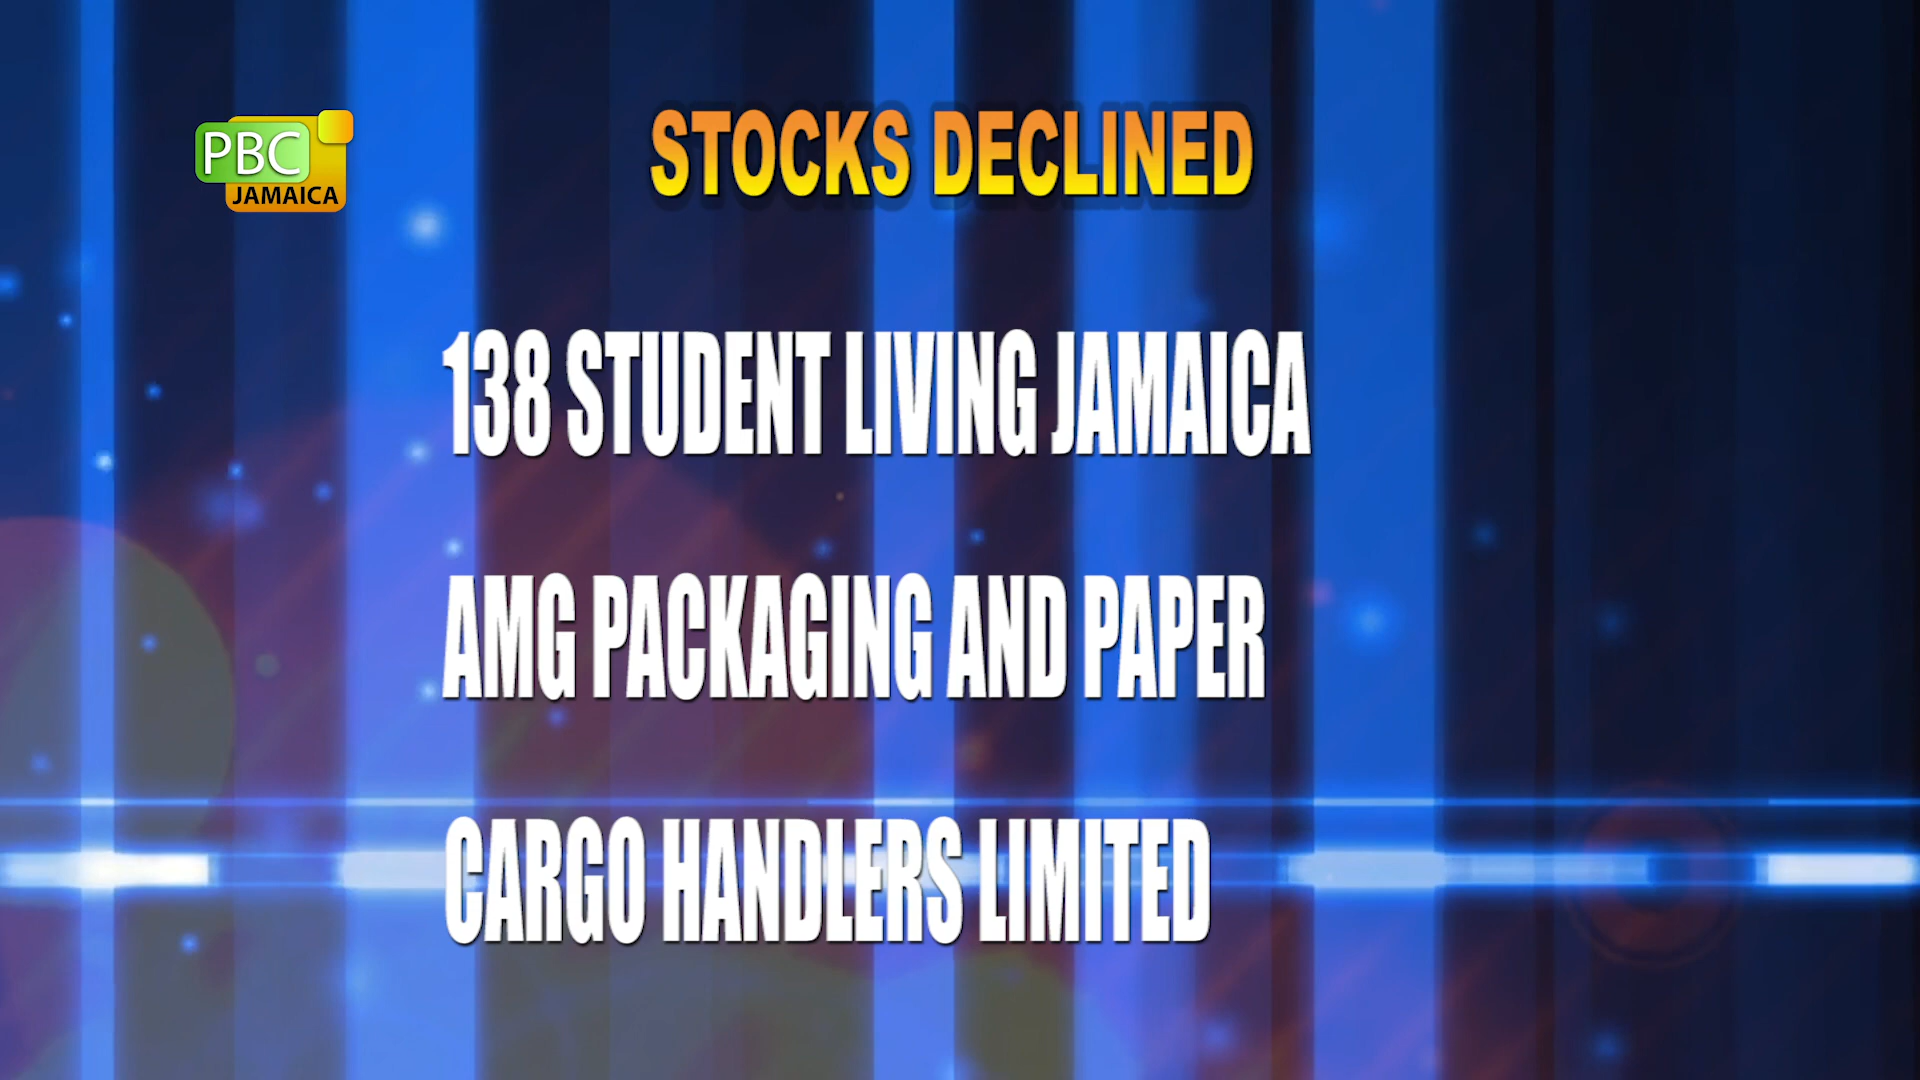 PBC
JAMAICA
STOCKS DECLINED
138 STUDENT LIVING JAMAICA
AMG PACKAGING AND PAPER
CARGO HANDLERS LIMITED